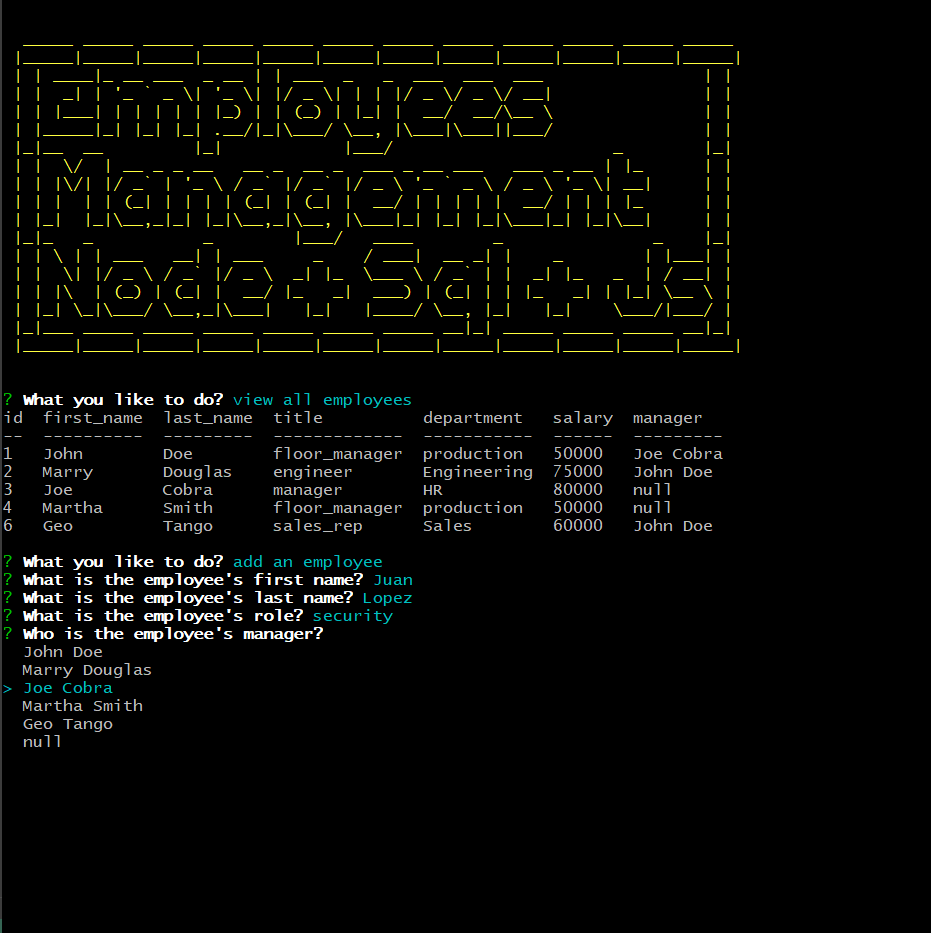 Employees
Management
Node + Sql + Js
? What you like to do? view all employees
id  first_name  last_name  title          department   salary  manager
--  ----------  ---------  -------------  -----------  ------  ---------
1   John        Doe        floor_manager  production   50000   Joe Cobra
2   Marry       Douglas    engineer       Engineering  75000   John Doe
3   Joe         Cobra      manager        HR           80000   null
4   Martha      Smith      floor_manager  production   50000   null
6   Geo         Tango      sales_rep      Sales        60000   John Doe
? What you like to do? add an employee
? What is the employee's first name? Juan
? What is the employee's last name? Lopez
? What is the employee's role? security
? Who is the employee's manager?
  John Doe
  Marry Douglas
> Joe Cobra
  Martha Smith
  Geo Tango
  null